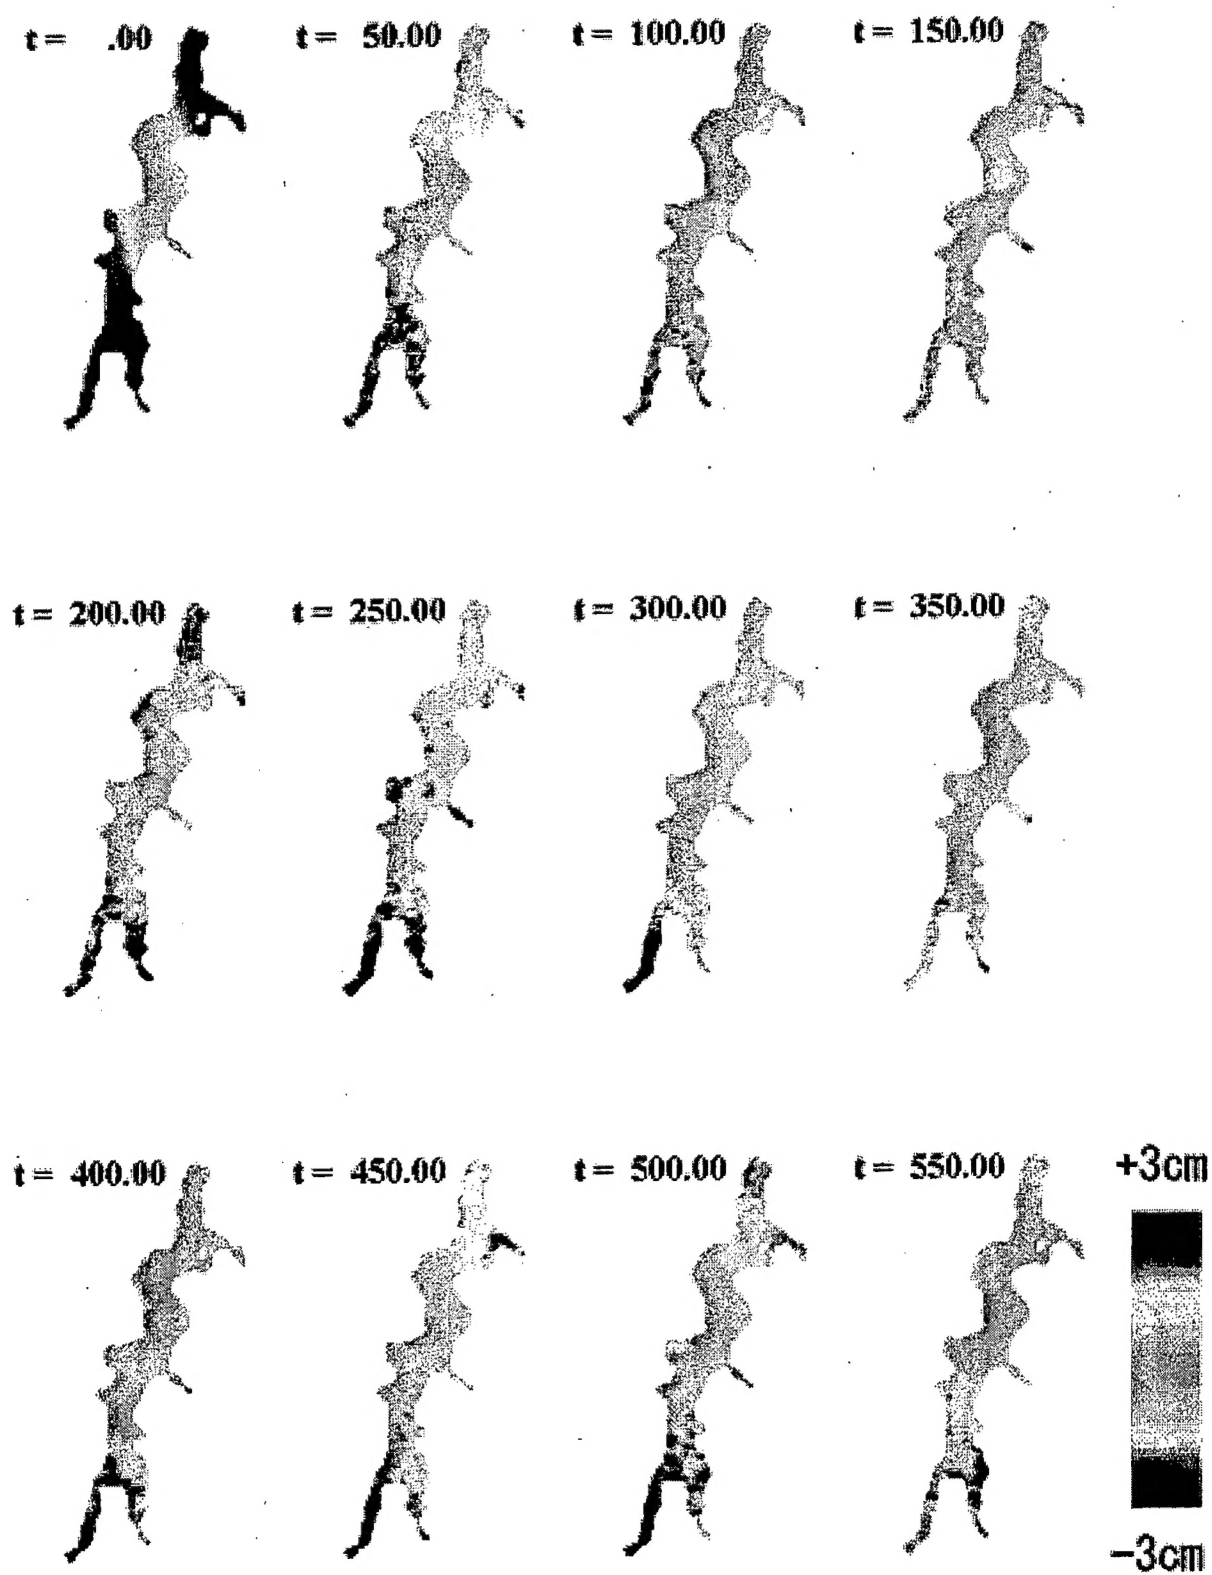 t = .00 t = 50.00 t = 100.00 t = 150.00
t = 200.00 t = 250.00 t = 300.00 t = 350.00
t = 400.00 t = 450.00 t = 500.00 t = 550.00 +3cm
−3cm